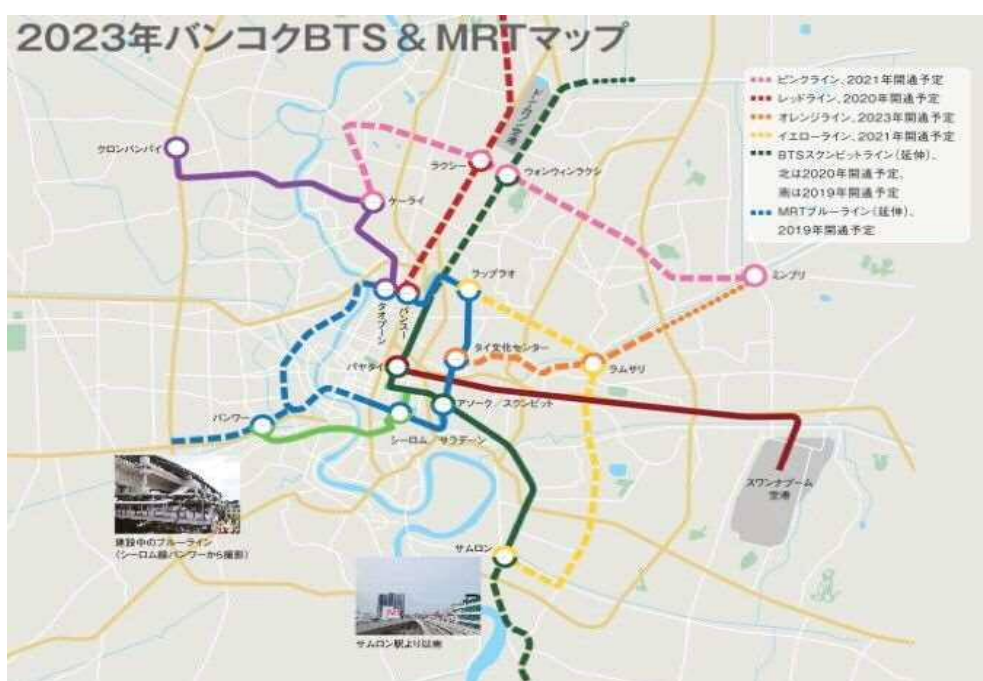 2023年バンコクBTS & MRTマップ
ピンクライン、2021年開通予定
レッドライン、2020年開通予定
オレンジライン、2023年開通予定
イエローライン、2021年開通予定
BTSスクンビットライン(延伸)、
北は2020年開通予定、
南は2019年開通予定
MRTブルーライン(延伸)、
2019年開通予定
ドンムアン空港
クロンバンパイ
ラクシー
ウォンウィンラクシ
ケーライ
ミンブリ
ラップラオ
タオプーン
バンスー
タイ文化センター
パヤタイ
ラムサリ
アソーク／スクンビット
バンワー
シーロム／サラデーン
スワンナプーム
空港
建設中のブルーライン
(シーロム線バンワーから撮影)
サムロン
サムロン駅より以南